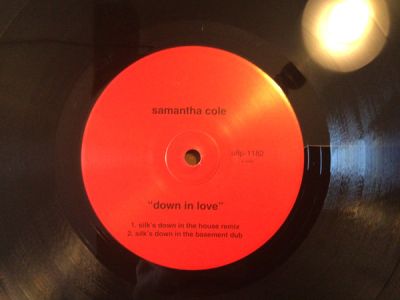 samantha cole
uftp-1182
"down in love"
1. silk's down in the house remix
2. silk's down in the basement dub